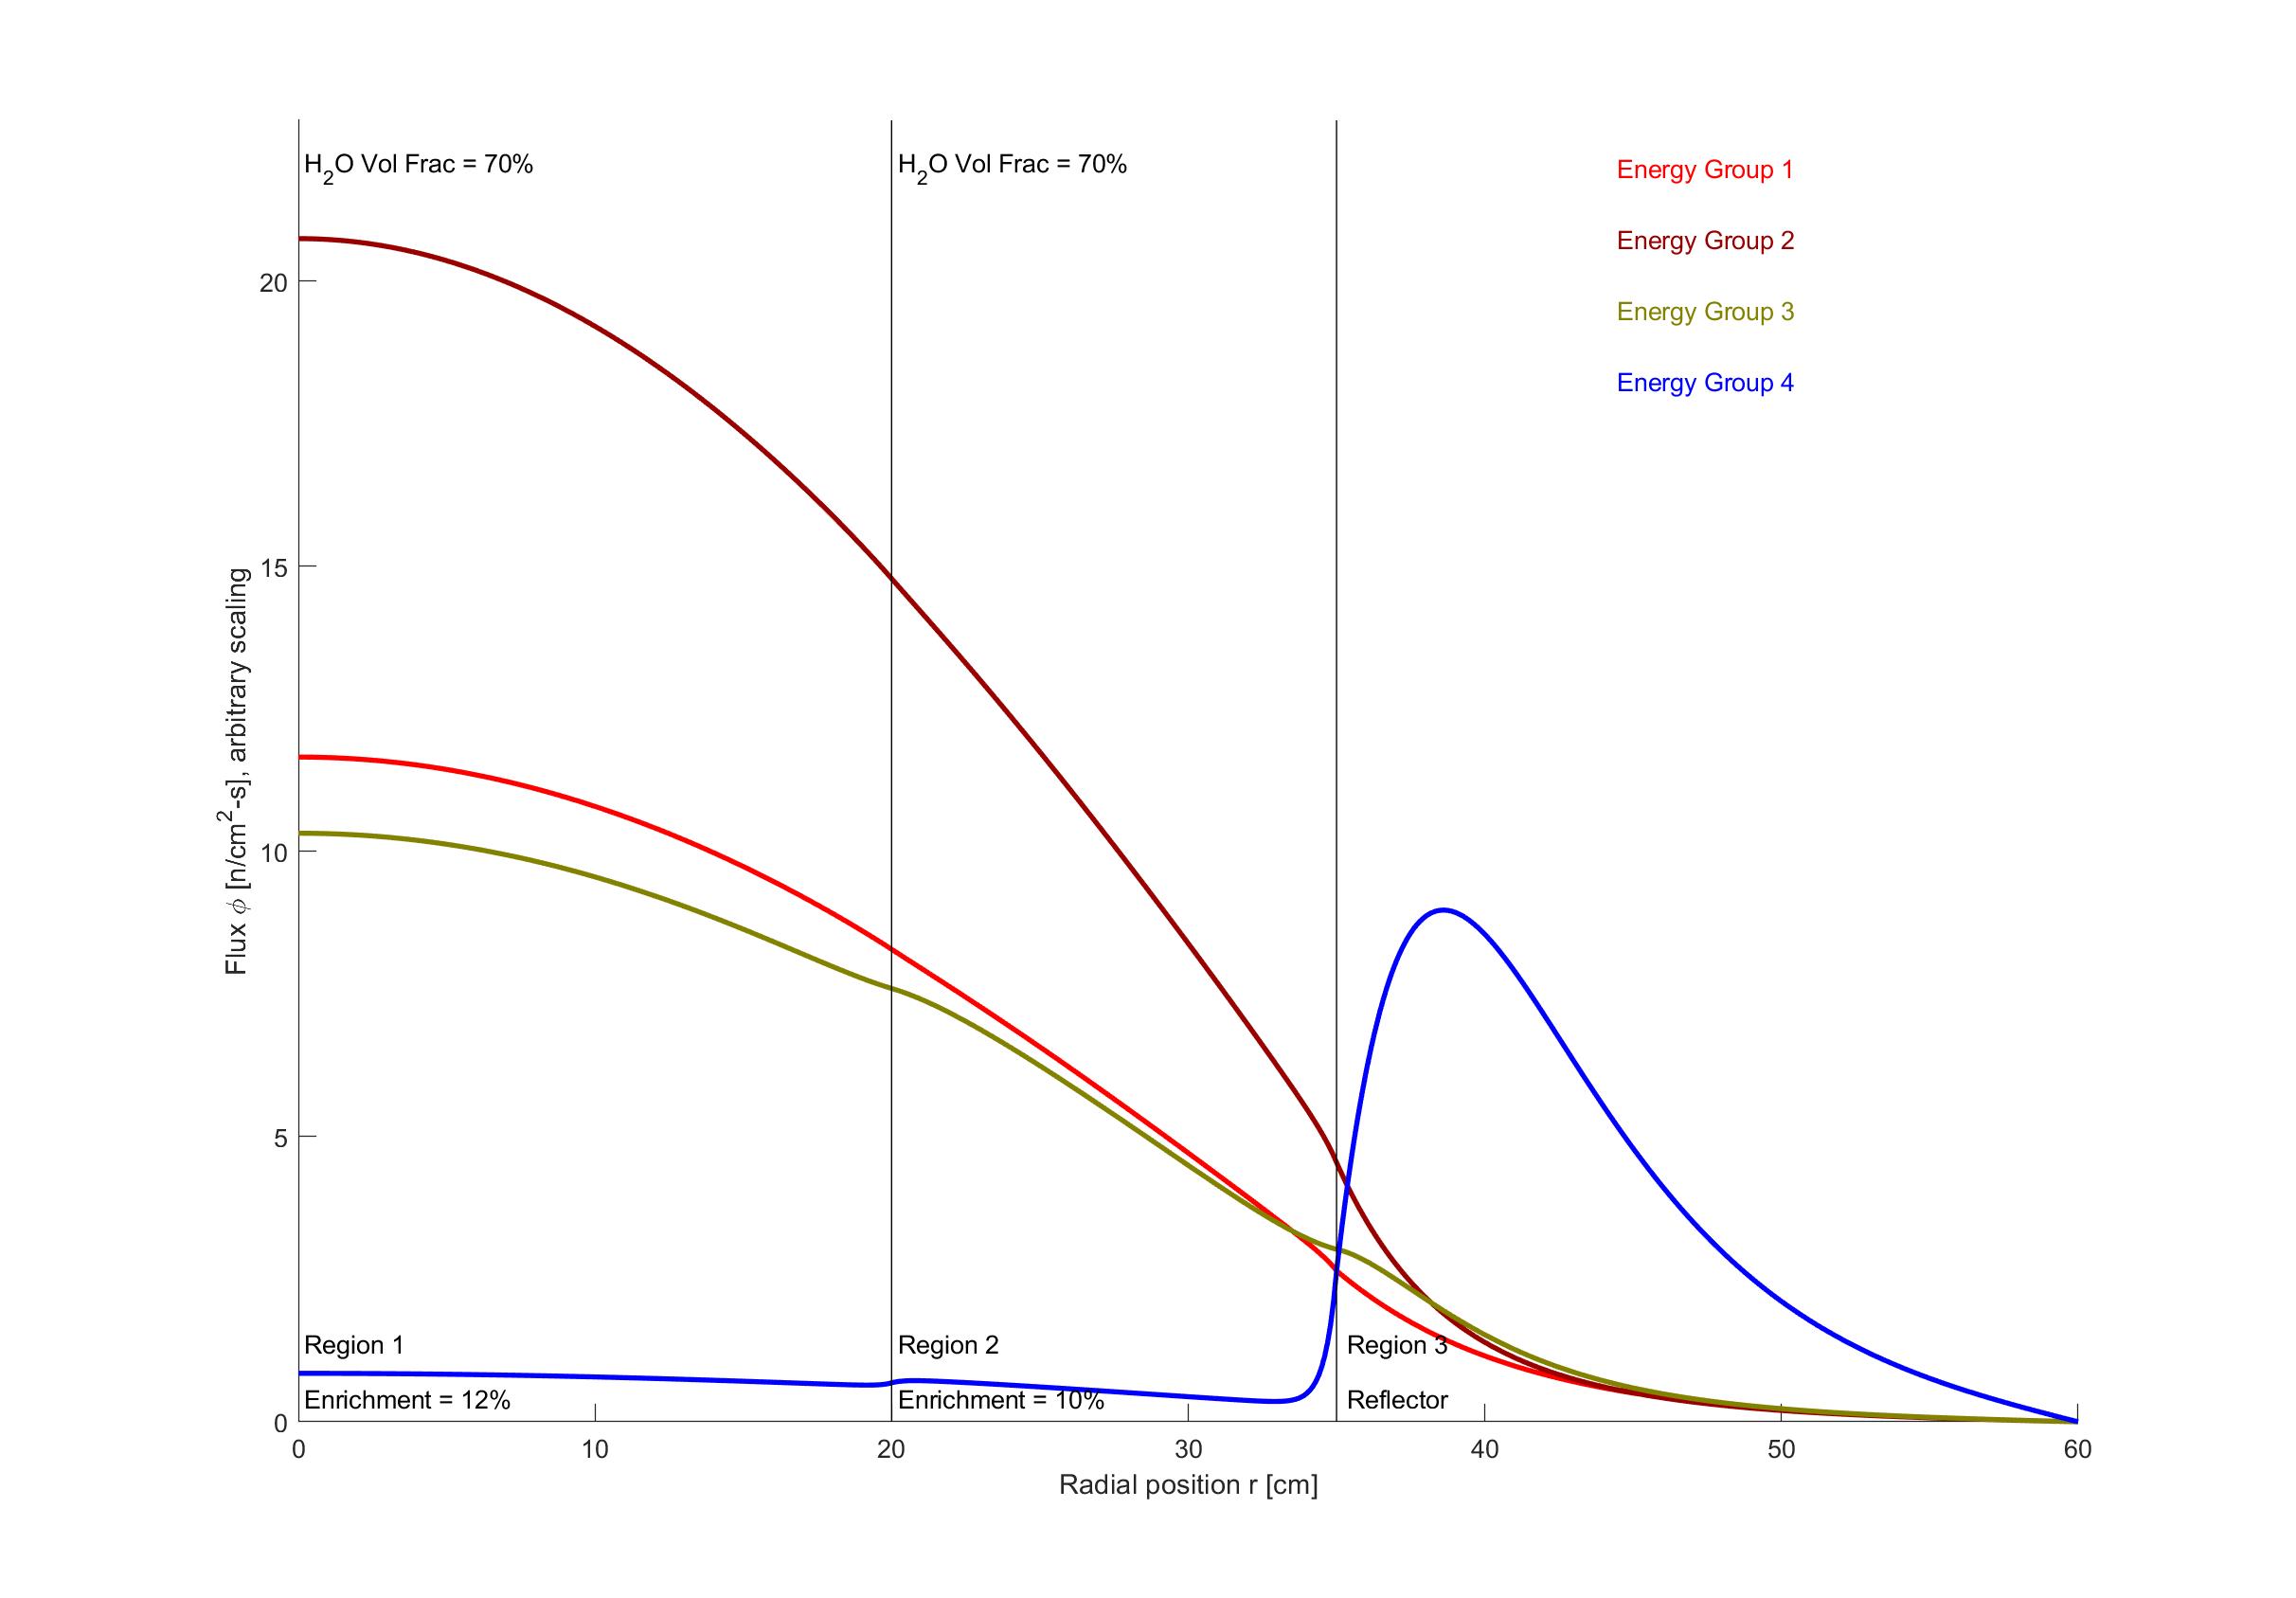 H₂O Vol Frac = 70%
H₂O Vol Frac = 70%
Energy Group 1
Energy Group 2
Energy Group 3
Energy Group 4
20
15
10
5
0
Flux ϕ [n/cm²-s], arbitrary scaling
Region 1
Enrichment = 12%
Region 2
Enrichment = 10%
Region 3
Reflector
0 10 20 30 40 50 60
Radial position r [cm]